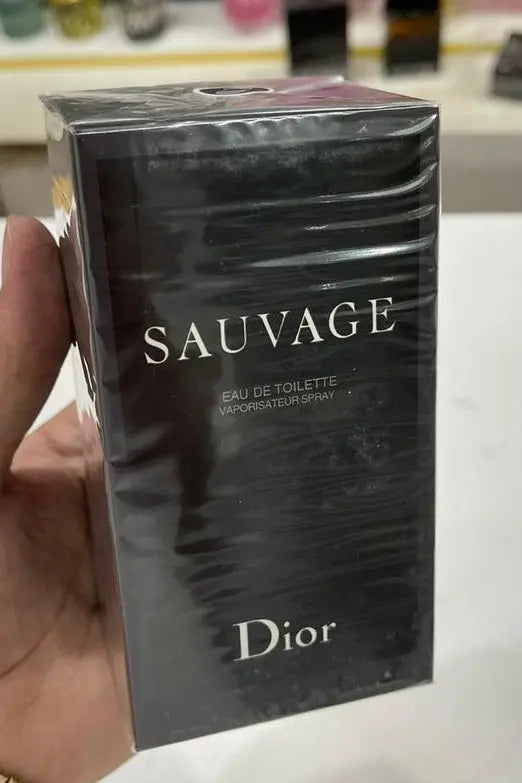 SAUVAGE
EAU DE TOILETTE
VAPORISATEUR SPRAY
Dior